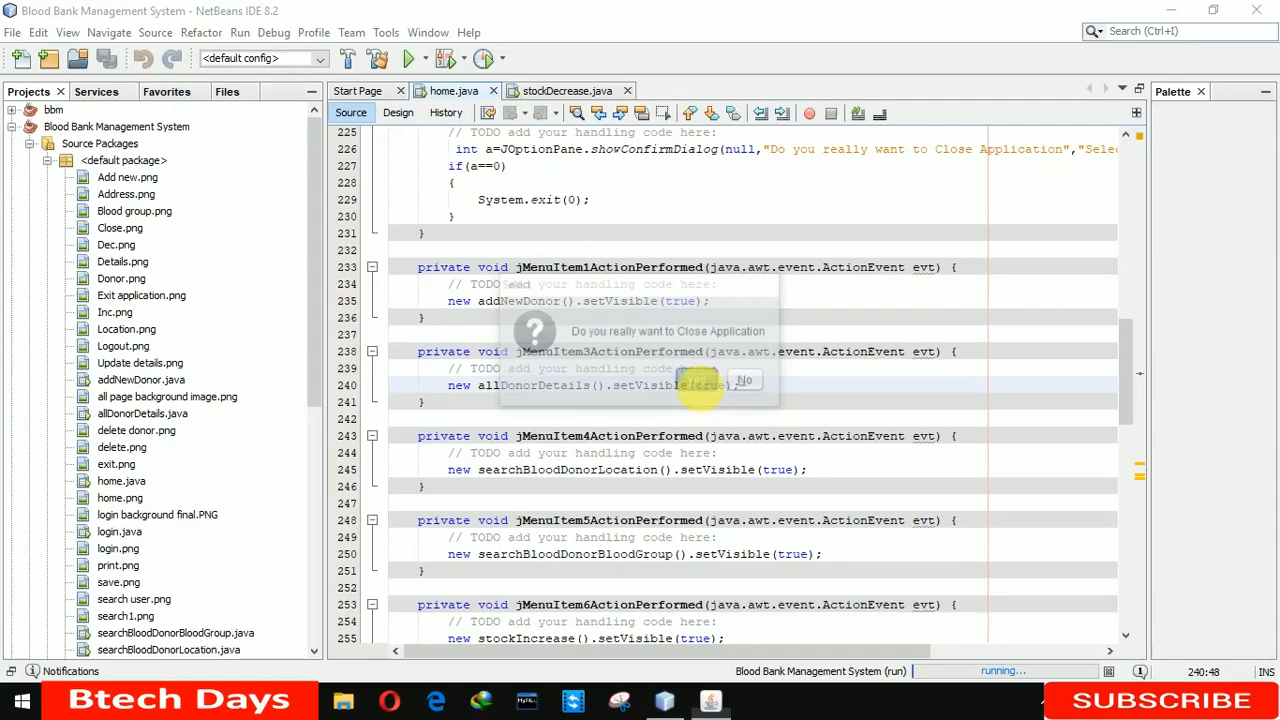 Blood Bank Management System - NetBeans IDE 8.2
File Edit View Navigate Source Refactor Run Debug Profile Team Tools Window Help
Search (Ctrl+I)
<default config>
Projects Services Favorites Files
Start Page home.java stockDecrease.java
Palette
Source Design History
bbm
Blood Bank Management System
Source Packages
<default package>
Add new.png
Address.png
Blood group.png
Close.png
Dec.png
Details.png
Donor.png
Exit application.png
Inc.png
Location.png
Logout.png
Update details.png
addNewDonor.java
all page background image.png
allDonorDetails.java
delete donor.png
delete.png
exit.png
home.java
home.png
login background final.PNG
login.java
login.png
print.png
save.png
search user.png
search1.png
searchBloodDonorBloodGroup.java
searchBloodDonorLocation.java
225 // TODO add your handling code here:
226 int a=JOptionPane.showConfirmDialog(null,"Do you really want to Close Application","Selec
227 if(a==0)
228 {
229 System.exit(0);
230 }
231 }
232
233 private void jMenuItem1ActionPerformed(java.awt.event.ActionEvent evt) {
234 // TODO add your handling code here:
235 new addNewDonor().setVisible(true);
236 }
237
238 private void jMenuItem3ActionPerformed(java.awt.event.ActionEvent evt) {
239 // TODO add your handling code here:
240 new allDonorDetails().setVisible(true);
241 }
242
243 private void jMenuItem4ActionPerformed(java.awt.event.ActionEvent evt) {
244 // TODO add your handling code here:
245 new searchBloodDonorLocation().setVisible(true);
246 }
247
248 private void jMenuItem5ActionPerformed(java.awt.event.ActionEvent evt) {
249 // TODO add your handling code here:
250 new searchBloodDonorBloodGroup().setVisible(true);
251 }
252
253 private void jMenuItem6ActionPerformed(java.awt.event.ActionEvent evt) {
254 // TODO add your handling code here:
255 new stockIncrease().setVisible(true);
Select
Do you really want to Close Application
No
Notifications
Blood Bank Management System (run) running... 240:48 INS
Btech Days
SUBSCRIBE